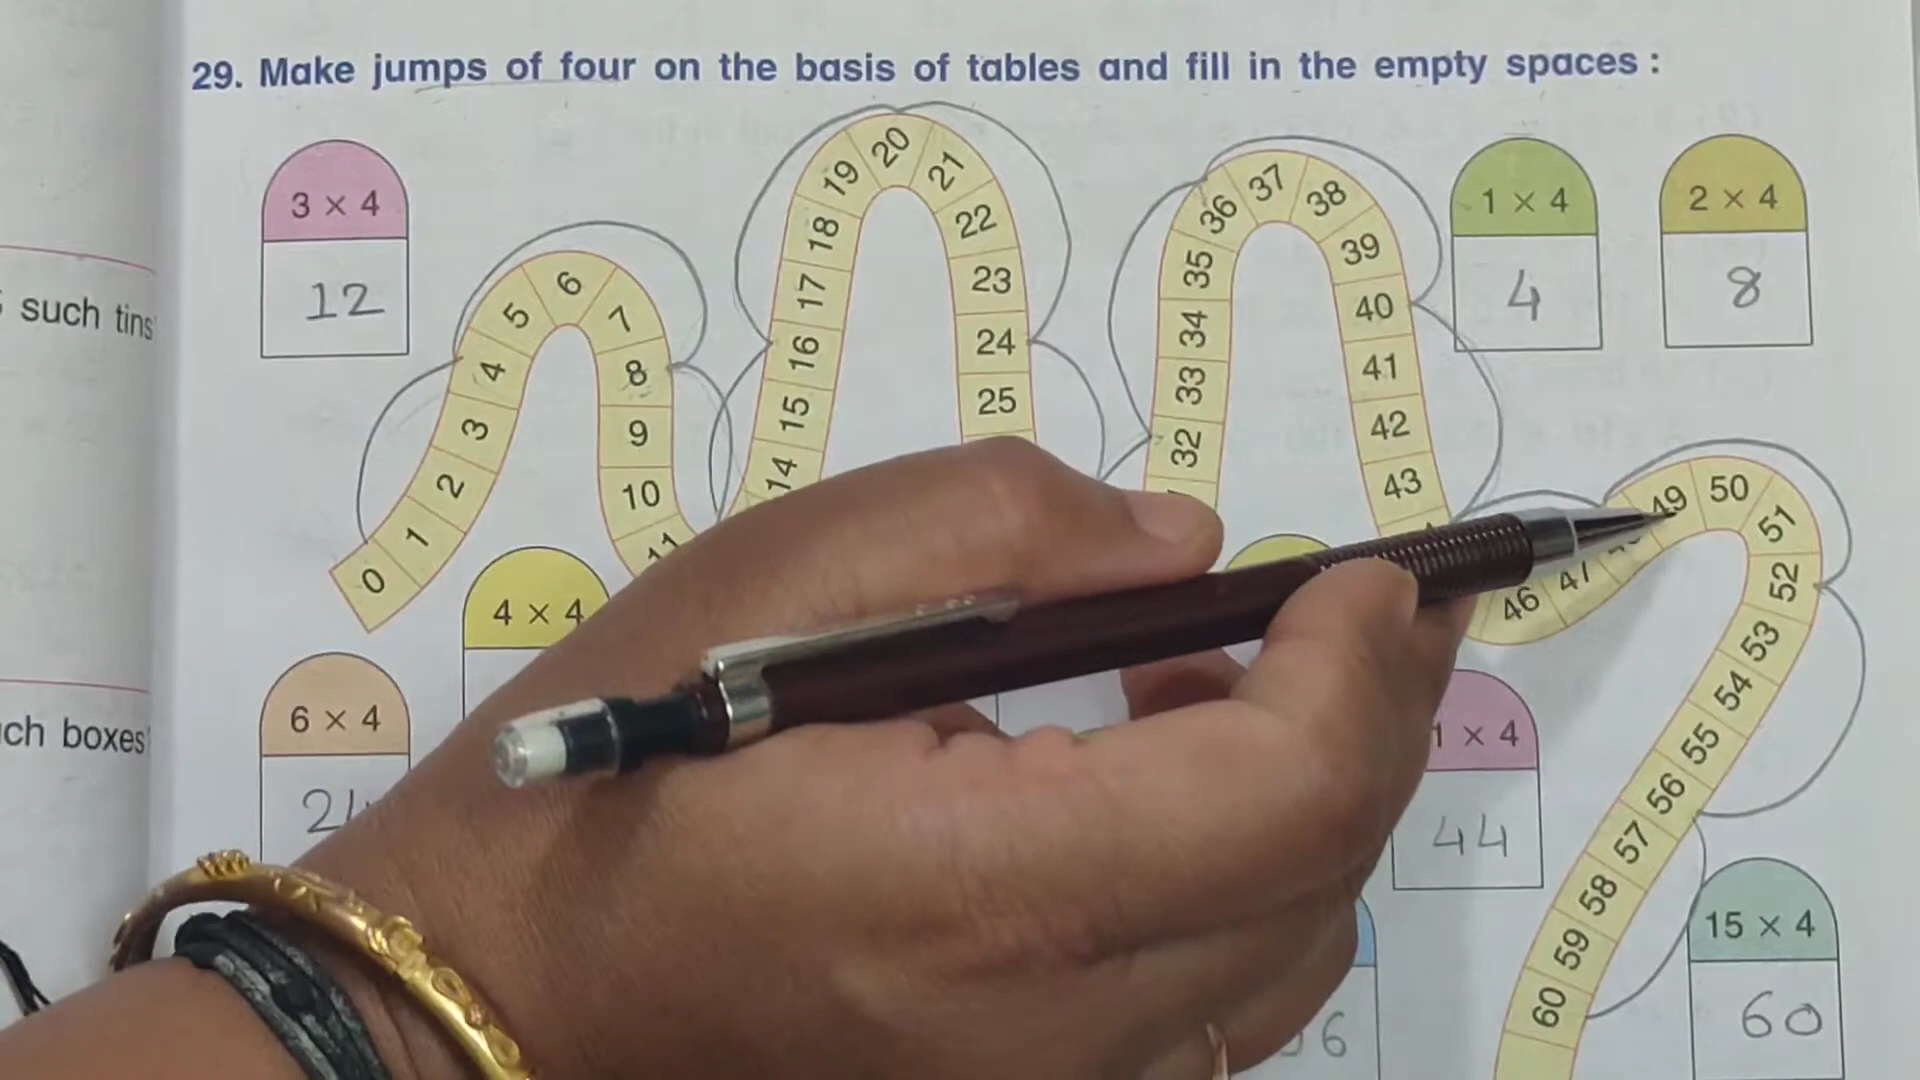 29. Make jumps of four on the basis of tables and fill in the empty spaces :
3 × 4
12
1 × 4
4
2 × 4
8
0 1 2 3 4 5 6 7 8 9 10 11
14 15 16 17 18 19 20 21 22 23 24 25
32 33 34 35 36 37 38 39 40 41 42 43
46 47 49 50 51 52 53 54 55 56 57 58 59 60
such tins
4 × 4
6 × 4
ch boxes
1 × 4
44
15 × 4
60
6